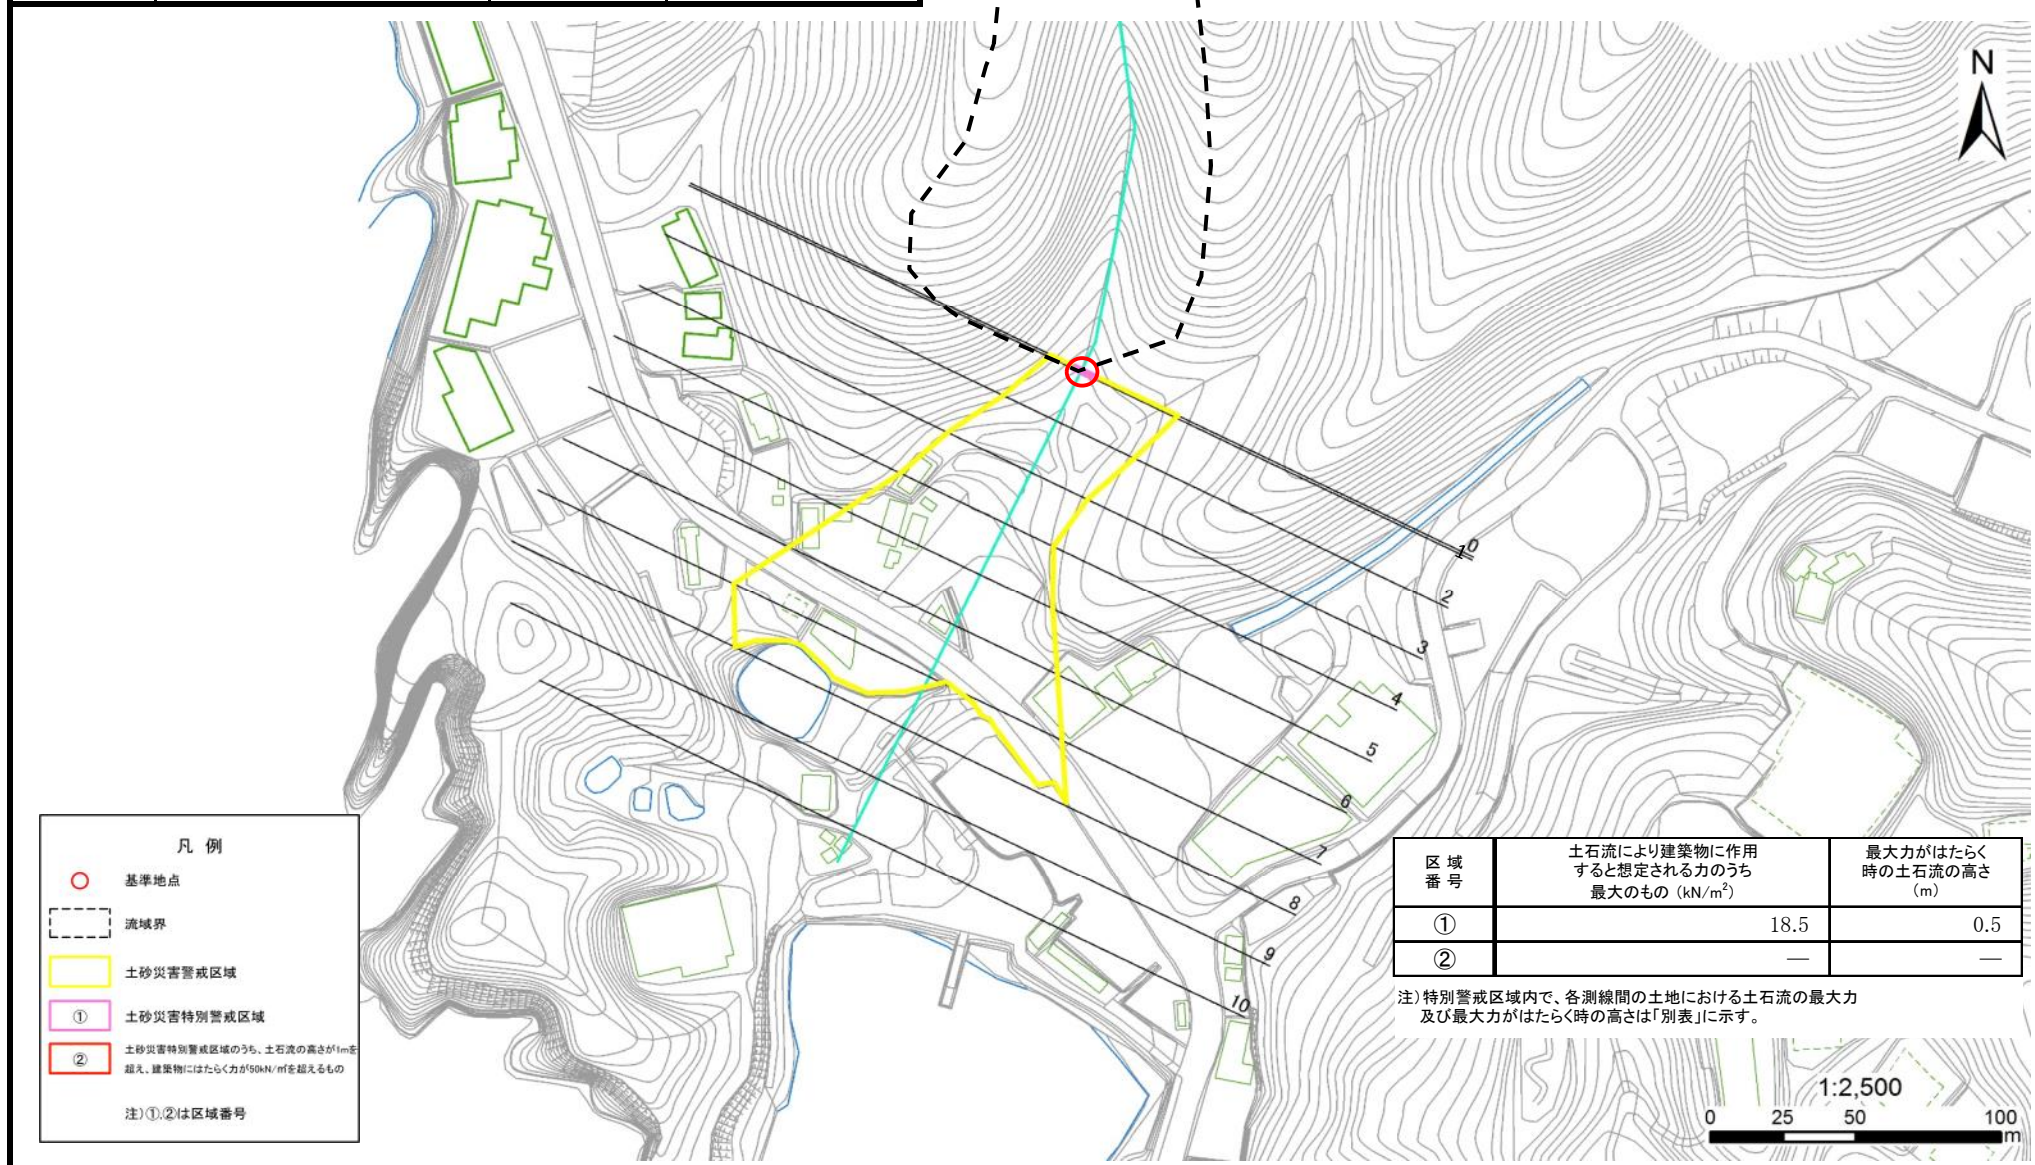 N
0
1
2
3
4
5
6
7
8
9
10
凡 例
基準地点
流域界
土砂災害警戒区域
① 土砂災害特別警戒区域
② 土砂災害特別警戒区域のうち、土石流の高さが1mを
超え、建築物にはたらく力が50kN/㎡を超えるもの
注)①,②は区域番号
区 域
番 号
土石流により建築物に作用
すると想定される力のうち
最大のもの (kN/m²)
最大力がはたらく
時の土石流の高さ
(m)
① 18.5 0.5
② — —
注)特別警戒区域内で、各測線間の土地における土石流の最大力
及び最大力がはたらく時の高さは「別表」に示す。
1:2,500
0 25 50 100
m